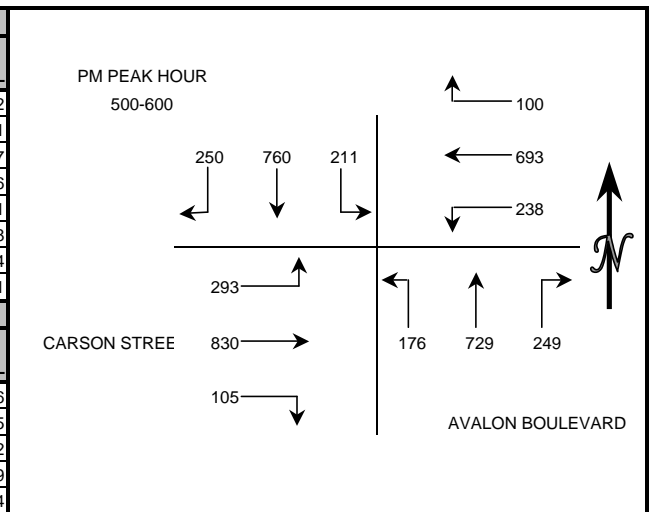 PM PEAK HOUR
500-600
100
250 760 211
693
238
N
293
CARSON STREE 830
176 729 249
105
AVALON BOULEVARD